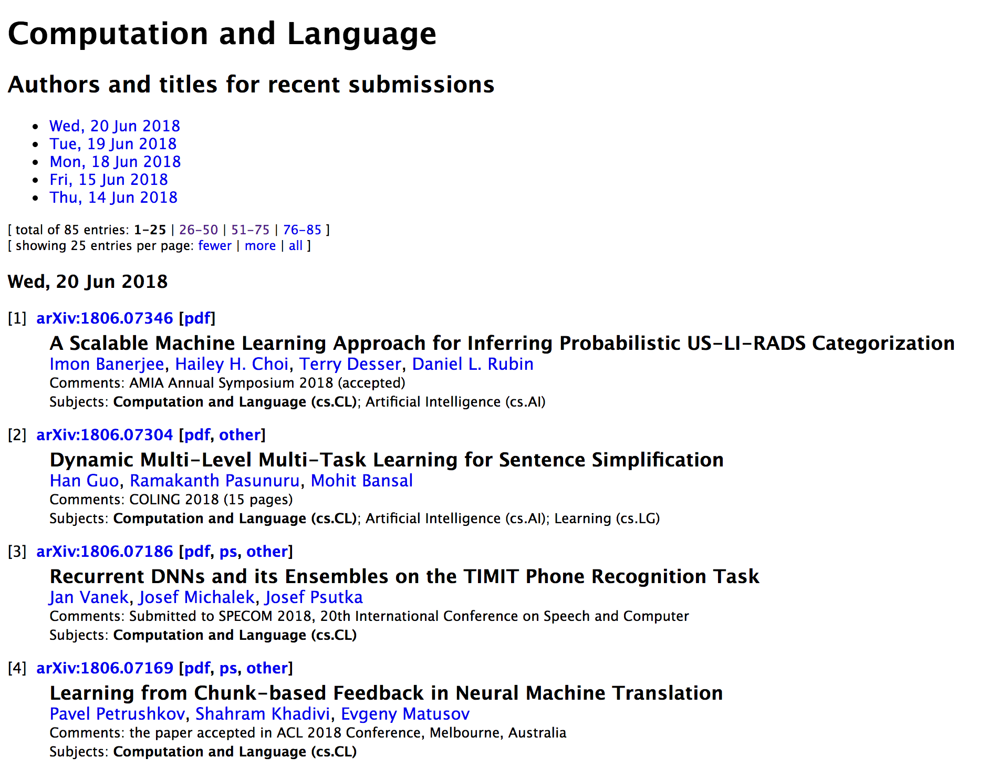 Computation and Language
Authors and titles for recent submissions
• Wed, 20 Jun 2018
• Tue, 19 Jun 2018
• Mon, 18 Jun 2018
• Fri, 15 Jun 2018
• Thu, 14 Jun 2018
[ total of 85 entries: 1-25 | 26-50 | 51-75 | 76-85 ]
[ showing 25 entries per page: fewer | more | all ]
Wed, 20 Jun 2018
[1] arXiv:1806.07346 [pdf]
A Scalable Machine Learning Approach for Inferring Probabilistic US-LI-RADS Categorization
Imon Banerjee, Hailey H. Choi, Terry Desser, Daniel L. Rubin
Comments: AMIA Annual Symposium 2018 (accepted)
Subjects: Computation and Language (cs.CL); Artificial Intelligence (cs.AI)
[2] arXiv:1806.07304 [pdf, other]
Dynamic Multi-Level Multi-Task Learning for Sentence Simplification
Han Guo, Ramakanth Pasunuru, Mohit Bansal
Comments: COLING 2018 (15 pages)
Subjects: Computation and Language (cs.CL); Artificial Intelligence (cs.AI); Learning (cs.LG)
[3] arXiv:1806.07186 [pdf, ps, other]
Recurrent DNNs and its Ensembles on the TIMIT Phone Recognition Task
Jan Vanek, Josef Michalek, Josef Psutka
Comments: Submitted to SPECOM 2018, 20th International Conference on Speech and Computer
Subjects: Computation and Language (cs.CL)
[4] arXiv:1806.07169 [pdf, ps, other]
Learning from Chunk-based Feedback in Neural Machine Translation
Pavel Petrushkov, Shahram Khadivi, Evgeny Matusov
Comments: the paper accepted in ACL 2018 Conference, Melbourne, Australia
Subjects: Computation and Language (cs.CL)